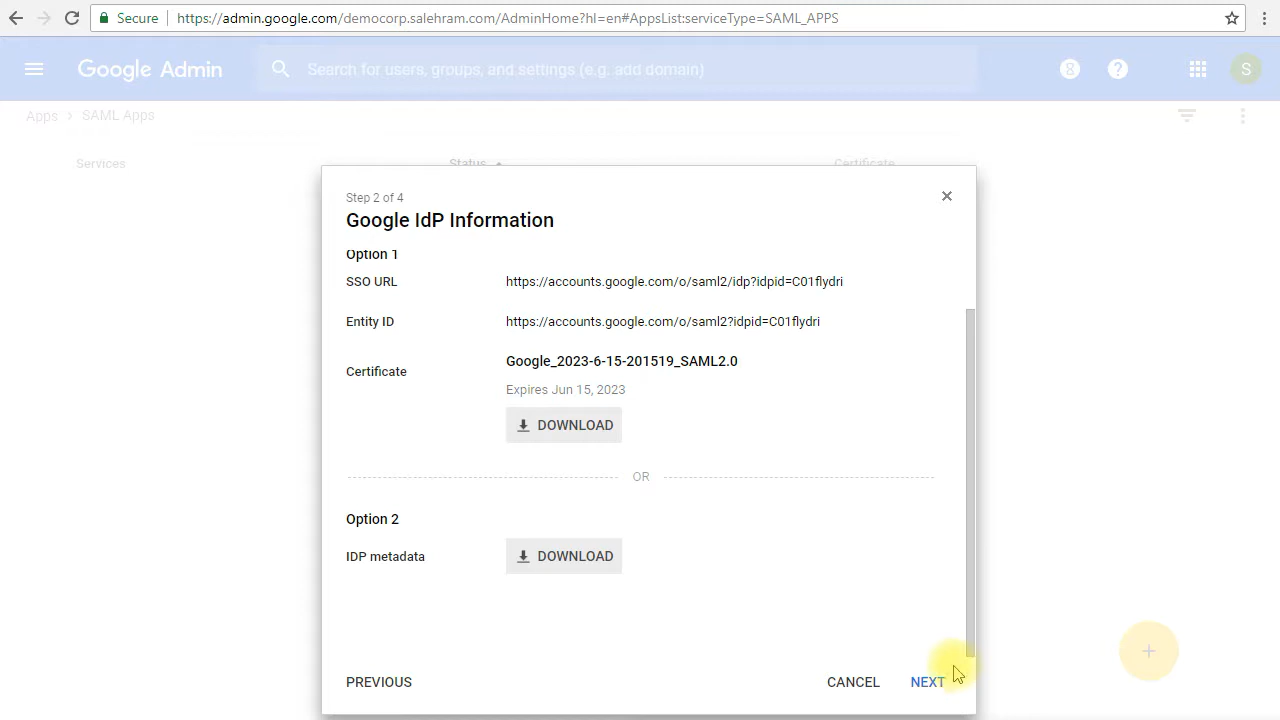 Secure https://admin.google.com/democorp.salehram.com/AdminHome?hl=en#AppsList:serviceType=SAML_APPS
Google Admin Search for users, groups, and settings (e.g. add domain) 8 ? S
Apps > SAML Apps
Services Status Certificate
Step 2 of 4
Google IdP Information
Option 1
SSO URL https://accounts.google.com/o/saml2/idp?idpid=C01flydri
Entity ID https://accounts.google.com/o/saml2?idpid=C01flydri
Certificate Google_2023-6-15-201519_SAML2.0
Expires Jun 15, 2023
DOWNLOAD
OR
Option 2
IDP metadata DOWNLOAD
PREVIOUS CANCEL NEXT